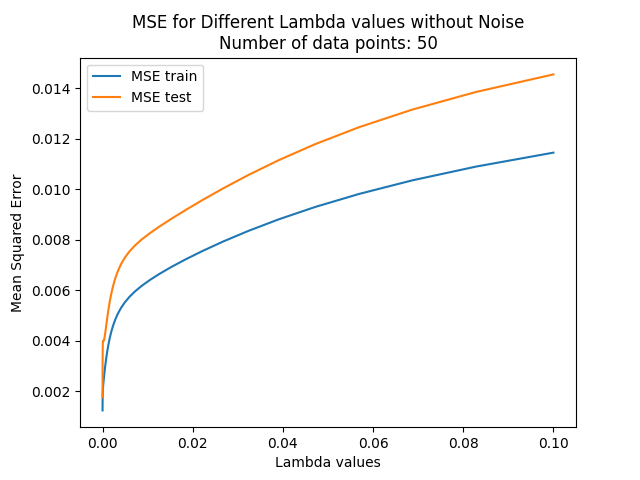 MSE for Different Lambda values without Noise
Number of data points: 50
MSE train
MSE test
0.014
0.012
0.010
0.008
0.006
0.004
0.002
Mean Squared Error
0.00 0.02 0.04 0.06 0.08 0.10
Lambda values